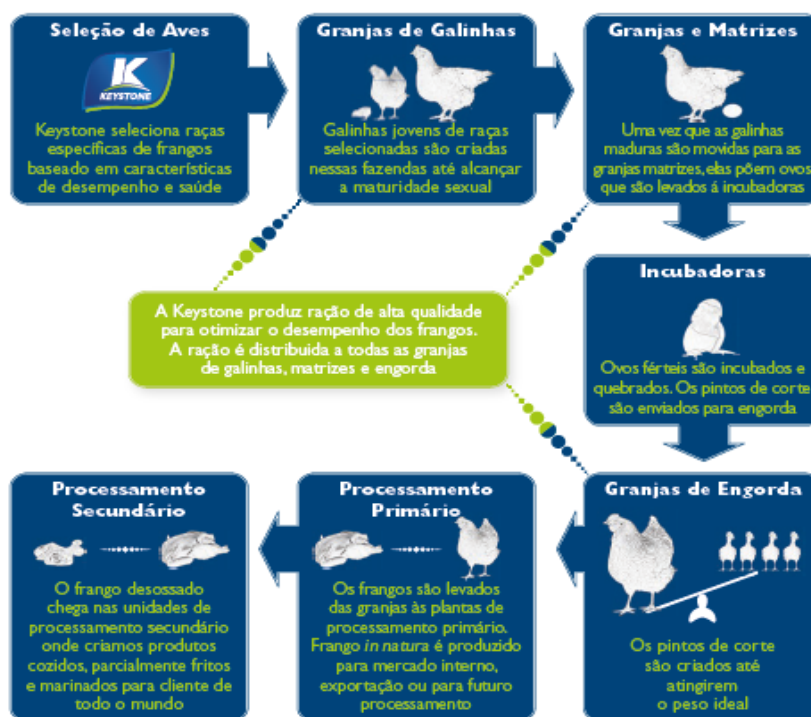 Seleção de Aves
K
KEYSTONE
Keystone seleciona raças
específicas de frangos
baseado em características
de desempenho e saúde
Granjas de Galinhas
Galinhas jovens de raças
selecionadas são criadas
nessas fazendas até alcançar
a maturidade sexual
Granjas e Matrizes
Uma vez que as galinhas
maduras são movidas para as
granjas matrizes, elas põem ovos
que são levados á incubadoras
A Keystone produz ração de alta qualidade
para otimizar o desempenho dos frangos.
A ração é distribuida a todas as granjas
de galinhas, matrizes e engorda
Incubadoras
Ovos férteis são incubados e
quebrados. Os pintos de corte
são enviados para engorda
Granjas de Engorda
Os pintos de corte
são criados até
atingirem
o peso ideal
Processamento
Primário
Os frangos são levados
das granjas às plantas de
processamento primário.
Frango in natura é produzido
para mercado interno,
exportação ou para futuro
processamento
Processamento
Secundário
O frango desossado
chega nas unidades de
processamento secundário
onde criamos produtos
cozidos, parcialmente fritos
e marinados para cliente de
todo o mundo